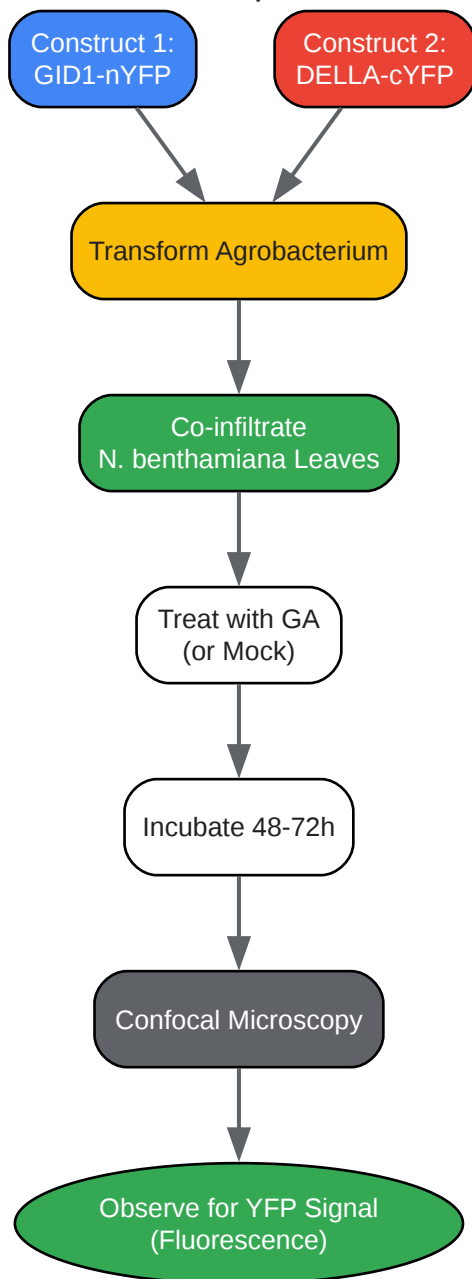 Construct 1:
GID1-nYFP
Construct 2:
DELLA-cYFP
Transform Agrobacterium
Co-infiltrate
N. benthamiana Leaves
Treat with GA
(or Mock)
Incubate 48-72h
Confocal Microscopy
Observe for YFP Signal
(Fluorescence)